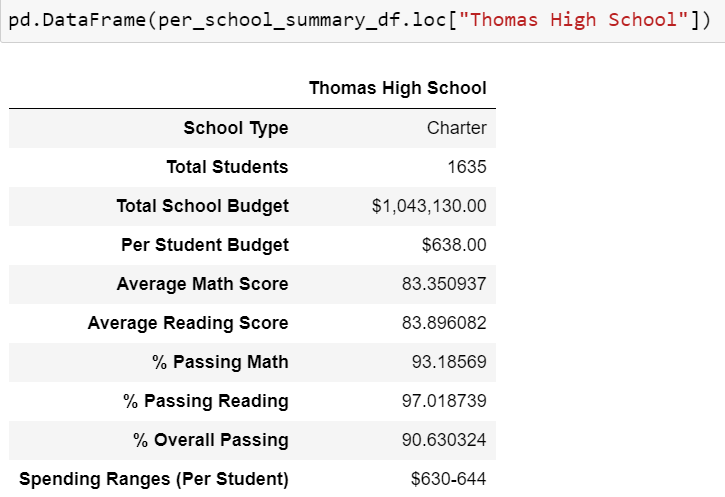 pd.DataFrame(per_school_summary_df.loc["Thomas High School"])
Thomas High School
School Type Charter
Total Students 1635
Total School Budget $1,043,130.00
Per Student Budget $638.00
Average Math Score 83.350937
Average Reading Score 83.896082
% Passing Math 93.18569
% Passing Reading 97.018739
% Overall Passing 90.630324
Spending Ranges (Per Student) $630-644